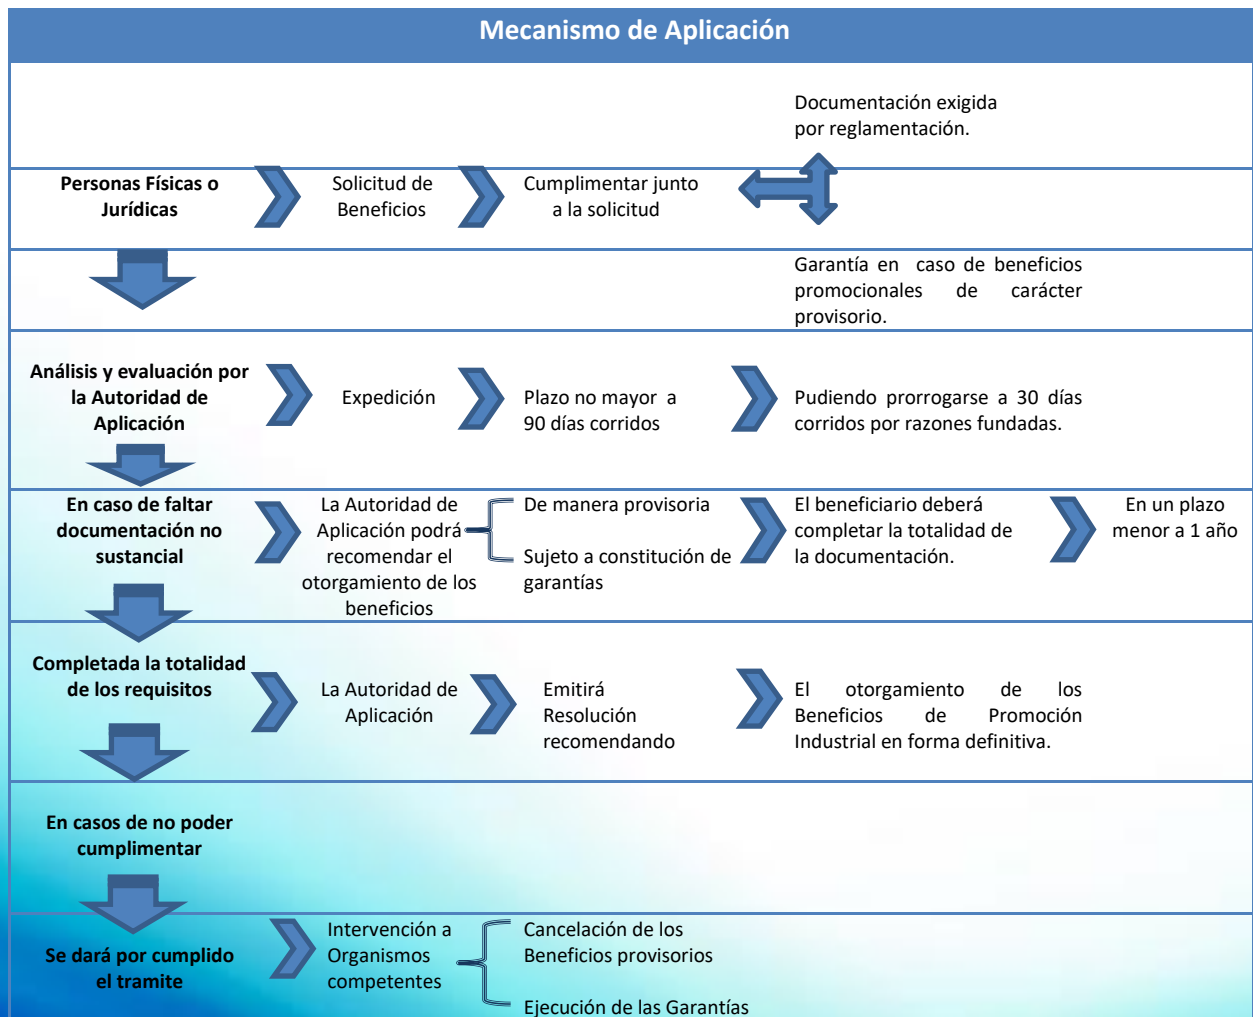 Mecanismo de Aplicación
Documentación exigida
por reglamentación.
Personas Físicas o
Jurídicas
Solicitud de
Beneficios
Cumplimentar junto
a la solicitud
Garantía en caso de beneficios
promocionales de carácter
provisorio.
Análisis y evaluación por
la Autoridad de
Aplicación
Expedición
Plazo no mayor a
90 días corridos
Pudiendo prorrogarse a 30 días
corridos por razones fundadas.
En caso de faltar
documentación no
sustancial
La Autoridad de
Aplicación podrá
recomendar el
otorgamiento de los
beneficios
De manera provisoria
Sujeto a constitución de
garantías
El beneficiario deberá
completar la totalidad de
la documentación.
En un plazo
menor a 1 año
Completada la totalidad
de los requisitos
La Autoridad de
Aplicación
Emitirá
Resolución
recomendando
El otorgamiento de los
Beneficios de Promoción
Industrial en forma definitiva.
En casos de no poder
cumplimentar
Se dará por cumplido
el tramite
Intervención a
Organismos
competentes
Cancelación de los
Beneficios provisorios
Ejecución de las Garantías